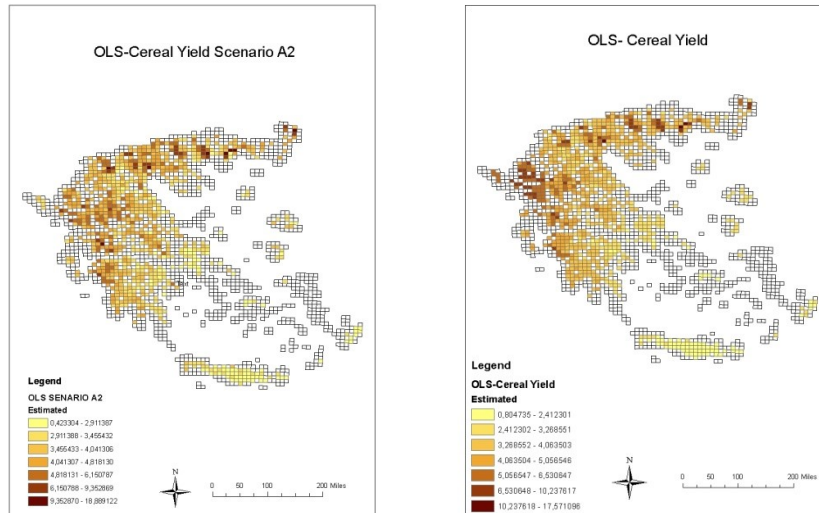 OLS-Cereal Yield Scenario A2
Legend
OLS SENARIO A2
Estimated
0,423304 - 2,911387
2,911388 - 3,455432
3,455433 - 4,041306
4,041307 - 4,818130
4,818131 - 6,150787
6,150788 - 9,352869
9,352870 - 18,889122
N
0 50 100 200 Miles
OLS- Cereal Yield
Legend
OLS-Cereal Yield
Estimated
0,804735 - 2,412301
2,412302 - 3,268551
3,268552 - 4,063503
4,063504 - 5,056546
5,056547 - 6,530847
6,530848 - 10,237617
10,237618 - 17,571096
N
0 50 100 200 Miles